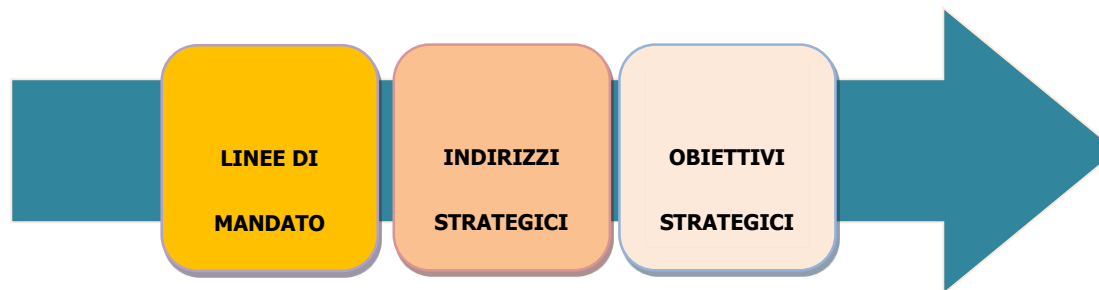 LINEE DI
MANDATO
INDIRIZZI
STRATEGICI
OBIETTIVI
STRATEGICI